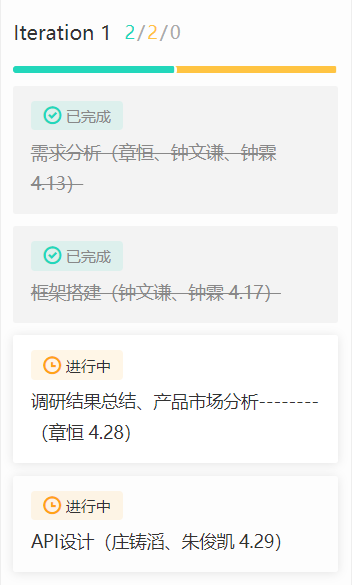 Iteration 1 2/2/0
已完成
需求分析（章恒、钟文谦、钟霖
4.13）
已完成
框架搭建（钟文谦、钟霖 4.17）
进行中
调研结果总结、产品市场分析--------
（章恒 4.28）
进行中
API设计（庄铸滔、朱俊凯 4.29）